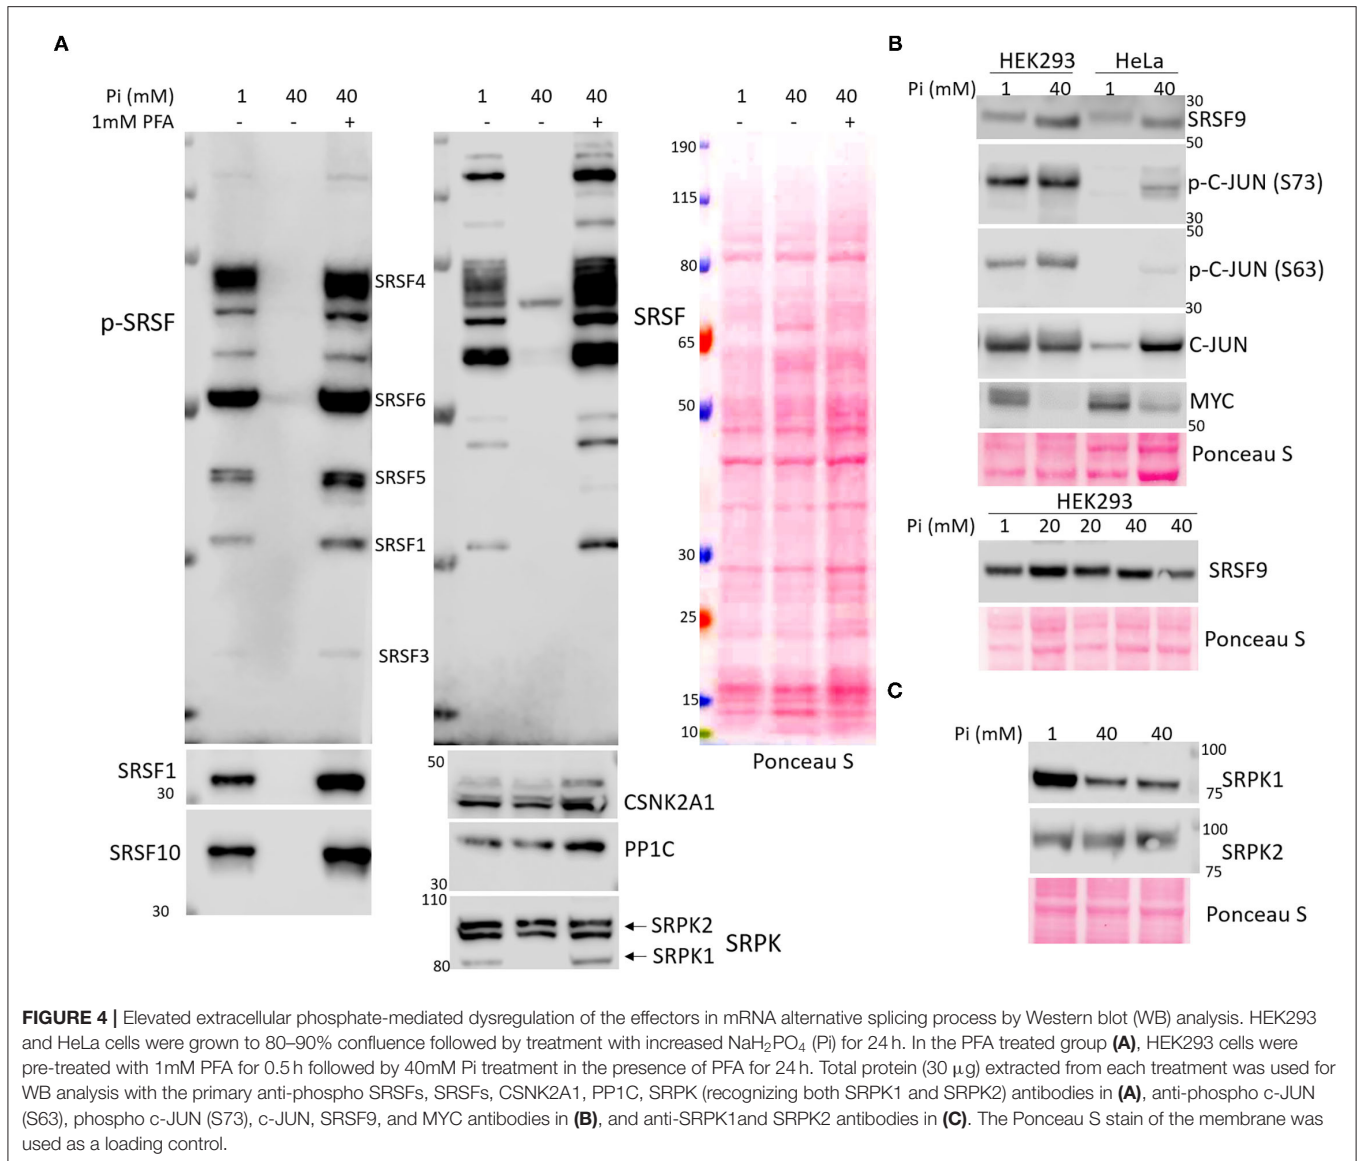 A
Pi (mM) 1 40 40 1 40 40 1 40 40
1mM PFA - - + - - + - - +
p-SRSF
SRSF4
SRSF6
SRSF5
SRSF1
SRSF3
SRSF
190
115
80
65
50
30
25
15
10
Ponceau S
SRSF1
30
SRSF10
30
50
CSNK2A1
PP1C
30
110
SRPK2
SRPK1
SRPK
80
B
HEK293 HeLa
Pi (mM) 1 40 1 40
30
SRSF9
50
p-C-JUN (S73)
30
50
p-C-JUN (S63)
30
C-JUN
MYC
50
Ponceau S
HEK293
Pi (mM) 1 20 20 40 40
SRSF9
Ponceau S
C
Pi (mM) 1 40 40
100
SRPK1
75
100
SRPK2
75
Ponceau S
FIGURE 4 | Elevated extracellular phosphate-mediated dysregulation of the effectors in mRNA alternative splicing process by Western blot (WB) analysis. HEK293
and HeLa cells were grown to 80–90% confluence followed by treatment with increased NaH₂PO₄ (Pi) for 24 h. In the PFA treated group (A), HEK293 cells were
pre-treated with 1mM PFA for 0.5 h followed by 40mM Pi treatment in the presence of PFA for 24 h. Total protein (30 μg) extracted from each treatment was used for
WB analysis with the primary anti-phospho SRSFs, SRSFs, CSNK2A1, PP1C, SRPK (recognizing both SRPK1 and SRPK2) antibodies in (A), anti-phospho c-JUN
(S63), phospho c-JUN (S73), c-JUN, SRSF9, and MYC antibodies in (B), and anti-SRPK1and SRPK2 antibodies in (C). The Ponceau S stain of the membrane was
used as a loading control.